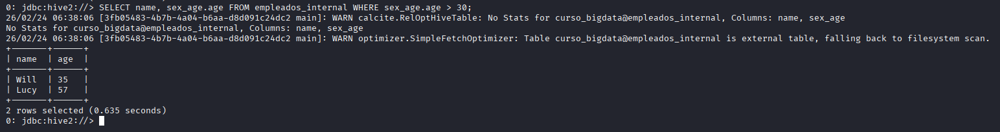 0: jdbc:hive2://> SELECT name, sex_age.age FROM empleados_internal WHERE sex_age.age > 30;
26/02/24 06:38:06 [3fb05483-4b7b-4a04-b6aa-d8d091c24dc2 main]: WARN calcite.RelOptHiveTable: No Stats for curso_bigdata@empleados_internal, Columns: name, sex_age
No Stats for curso_bigdata@empleados_internal, Columns: name, sex_age
26/02/24 06:38:06 [3fb05483-4b7b-4a04-b6aa-d8d091c24dc2 main]: WARN optimizer.SimpleFetchOptimizer: Table curso_bigdata@empleados_internal is external table, falling back to filesystem scan.
+-------+------+
| name  | age  |
+-------+------+
| Will  | 35   |
| Lucy  | 57   |
+-------+------+
2 rows selected (0.635 seconds)
0: jdbc:hive2://>